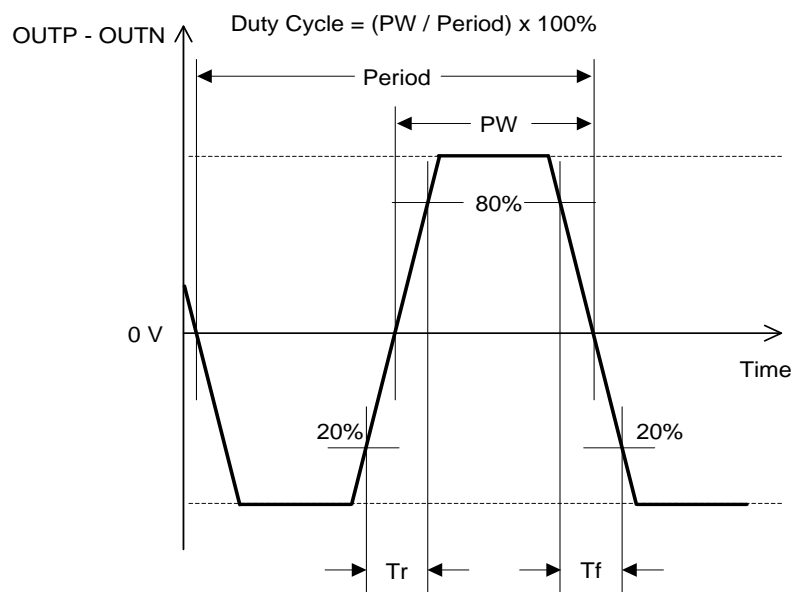 Duty Cycle = (PW / Period) x 100%
OUTP - OUTN
Period
PW
80%
0 V
Time
20%
20%
Tr
Tf